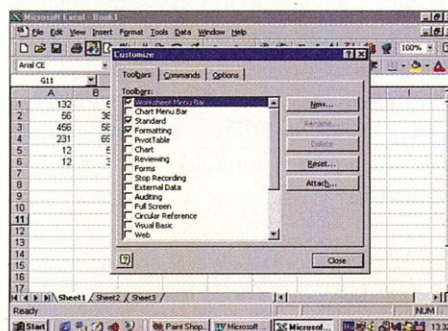 Microsoft Excel - Book1
File Edit View Insert Format Tools Data Window Help
100%
Arial CE
G11
Customize
Toolbars Commands Options
Toolbars:
Worksheet Menu Bar
Chart Menu Bar
Standard
Formatting
PivotTable
Chart
Reviewing
Forms
Stop Recording
External Data
Auditing
Full Screen
Circular Reference
Visual Basic
Web
New...
Rename...
Delete
Reset...
Attach...
Close
A B I
1 132
2 56
3 456
4 231
5 12
6 12
7
8
9
10
11
12
13
14
15
16
17
Sheet1 Sheet2 Sheet3
Ready NUM
Start Paint Shop... Microsoft ... Microsof...